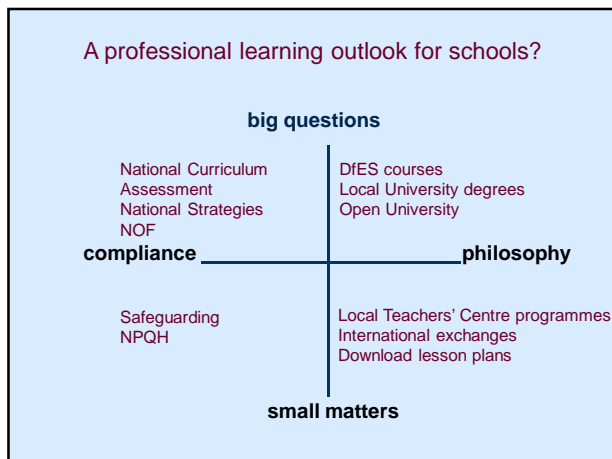 A professional learning outlook for schools?
big questions
National Curriculum
Assessment
National Strategies
NOF
DfES courses
Local University degrees
Open University
compliance
philosophy
Safeguarding
NPQH
Local Teachers' Centre programmes
International exchanges
Download lesson plans
small matters